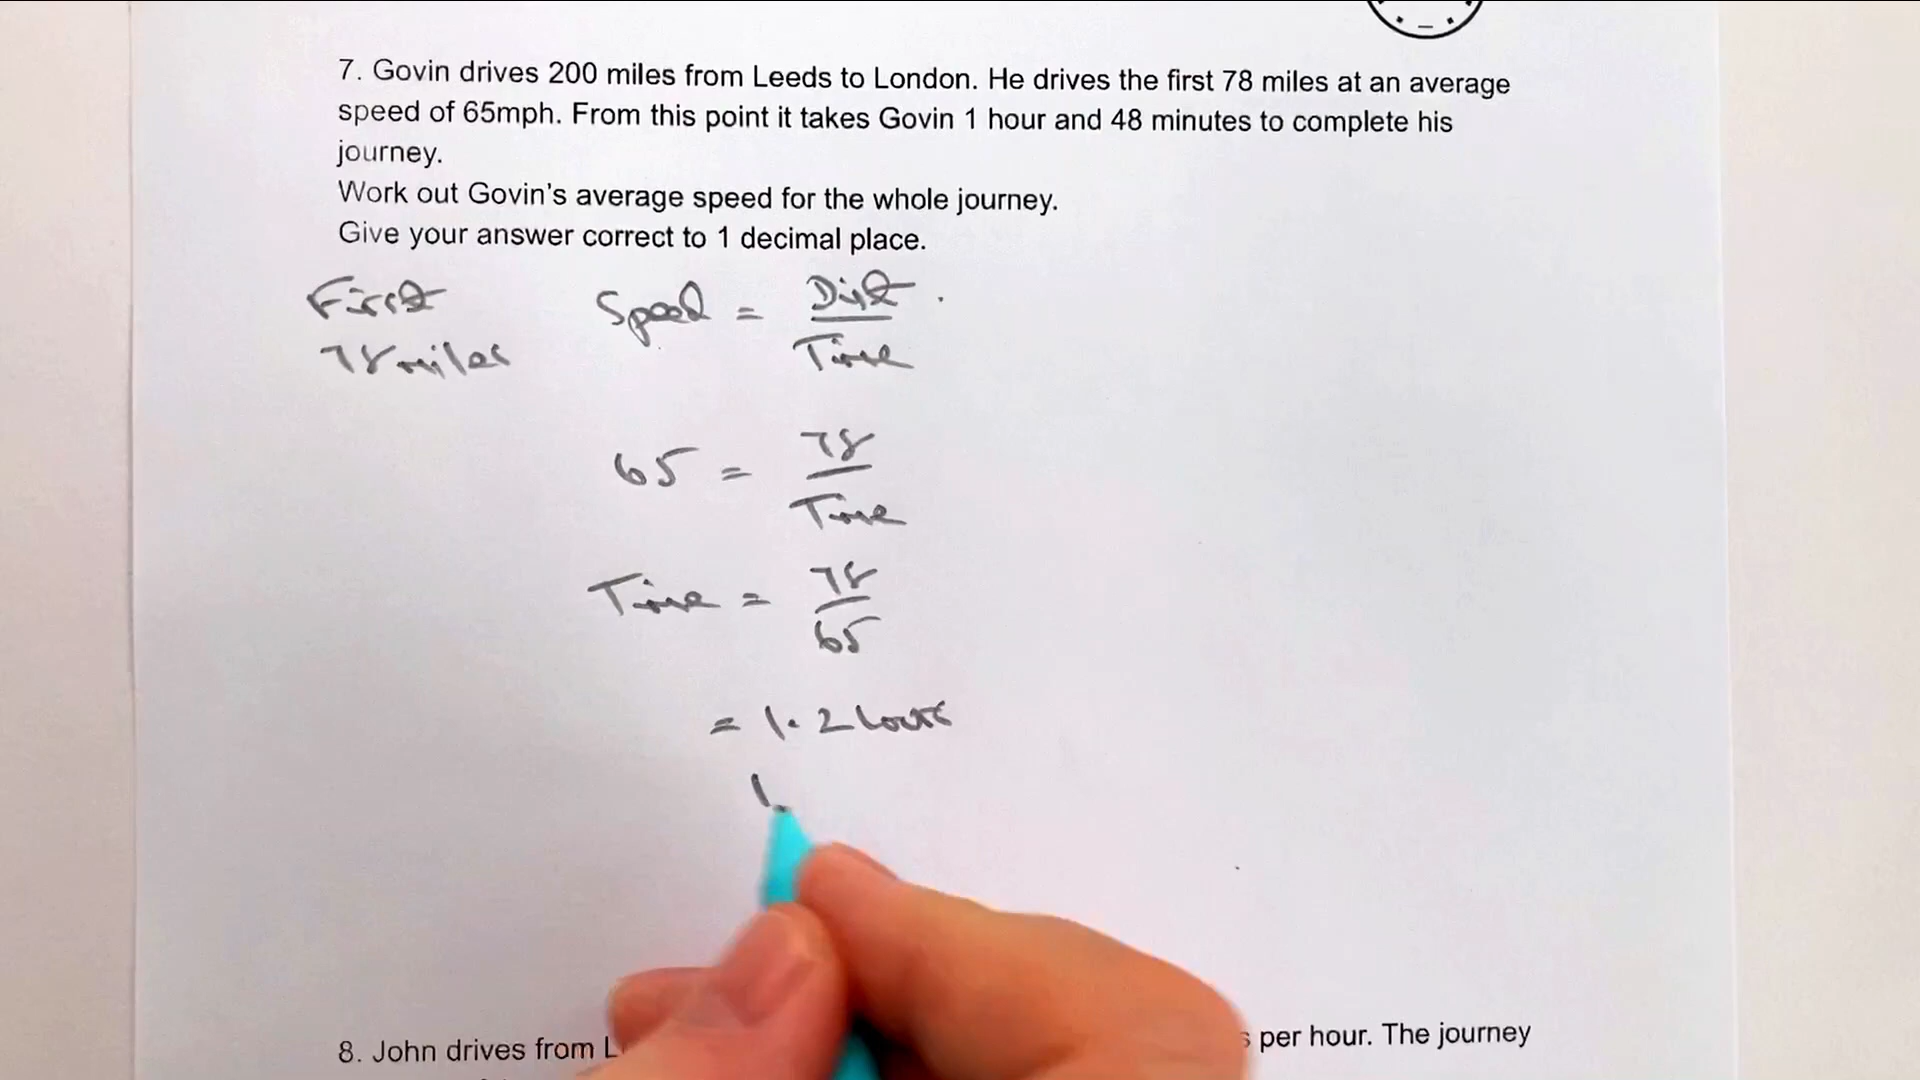 7. Govin drives 200 miles from Leeds to London. He drives the first 78 miles at an average
speed of 65mph. From this point it takes Govin 1 hour and 48 minutes to complete his
journey.
Work out Govin's average speed for the whole journey.
Give your answer correct to 1 decimal place.
First
78 miles
Speed = Dist / Time
65 = 78 / Time
Time = 78 / 65
= 1.2 hours
1
8. John drives from L
per hour. The journey